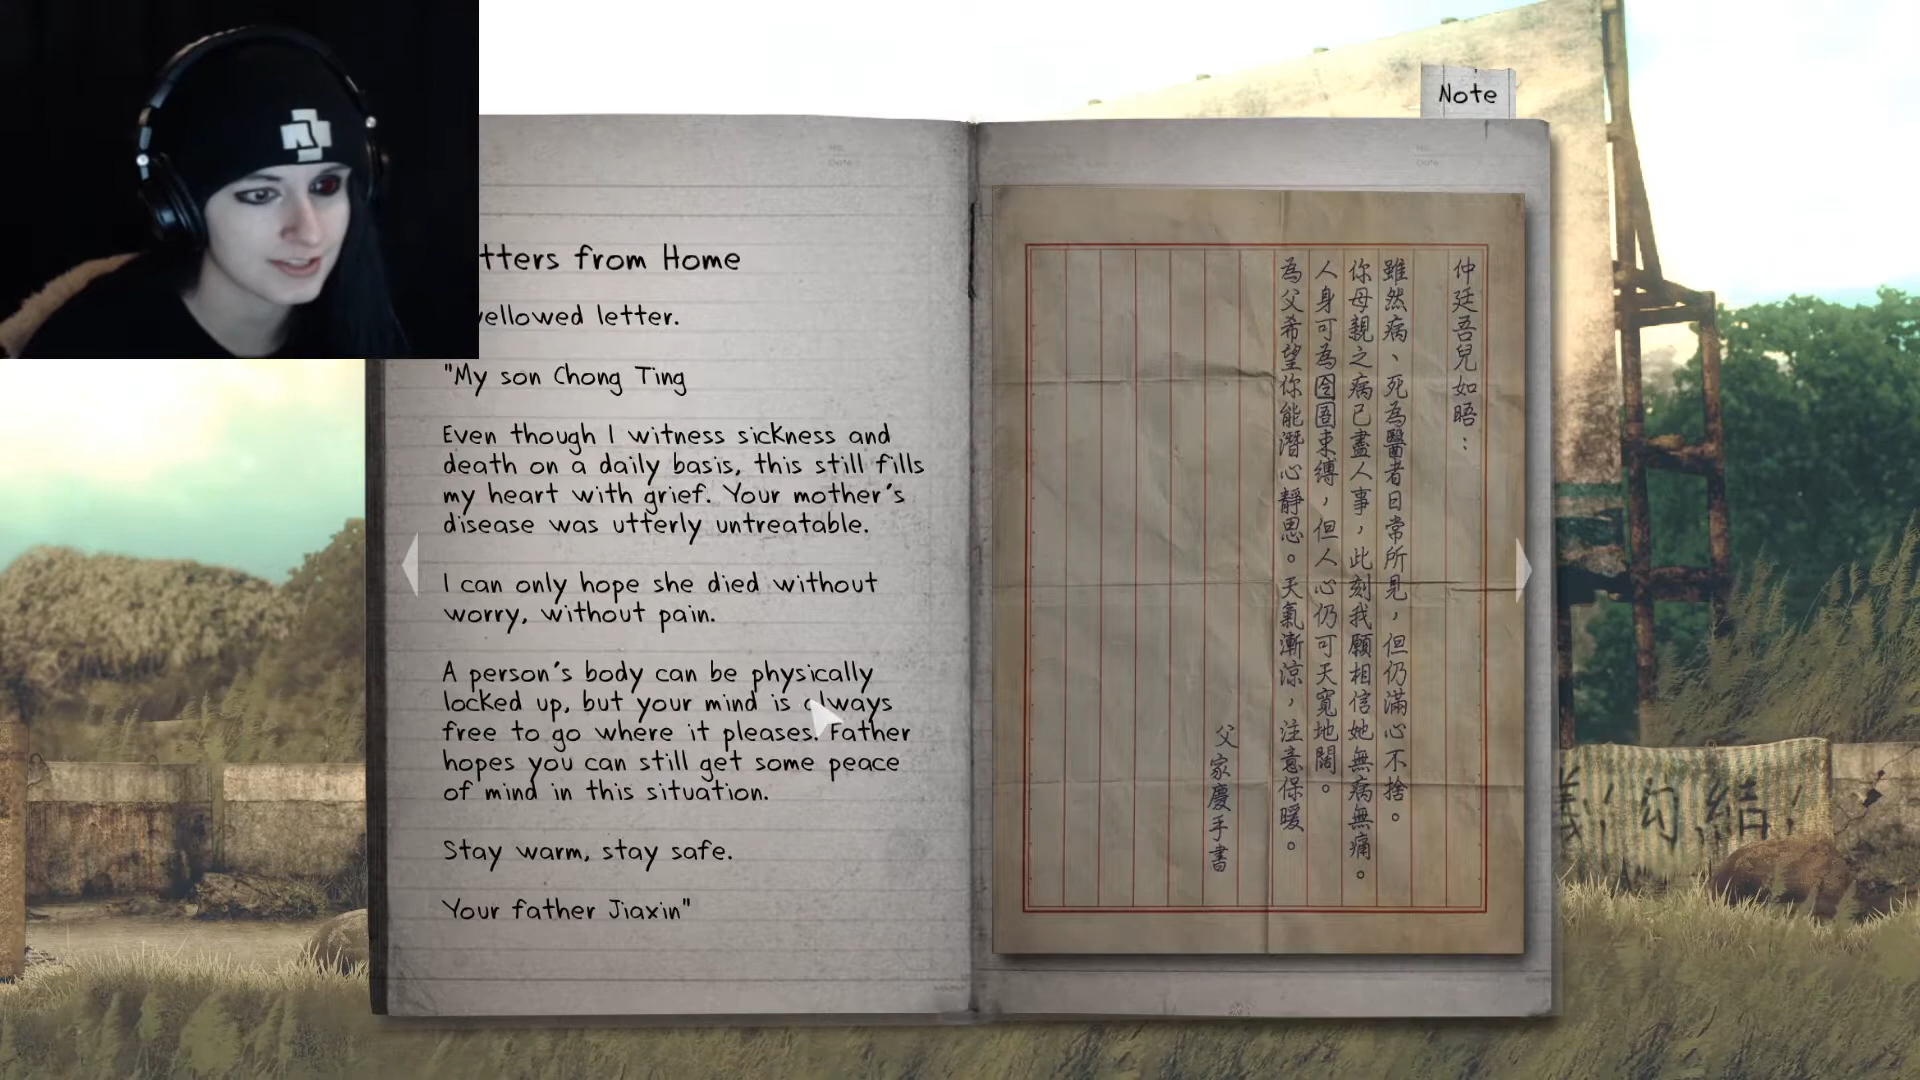 Note
No.
Date
No.
Date
tters from Home
yellowed letter.
"My son Chong Ting
Even though I witness sickness and
death on a daily basis, this still fills
my heart with grief. Your mother's
disease was utterly untreatable.
I can only hope she died without
worry, without pain.
A person's body can be physically
locked up, but your mind is always
free to go where it pleases. Father
hopes you can still get some peace
of mind in this situation.
Stay warm, stay safe.
Your father Jiaxin"
仲廷吾兒如晤：
雖然病、死為醫者日常所見，但仍滿心不捨。
你母親之病已盡人事，此刻我願相信她無病無痛。
人身可為囹圄束縛，但人心仍可天寬地闊。
為父希望你能潛心靜思。天氣漸涼，注意保暖。
父家慶手書
勾結